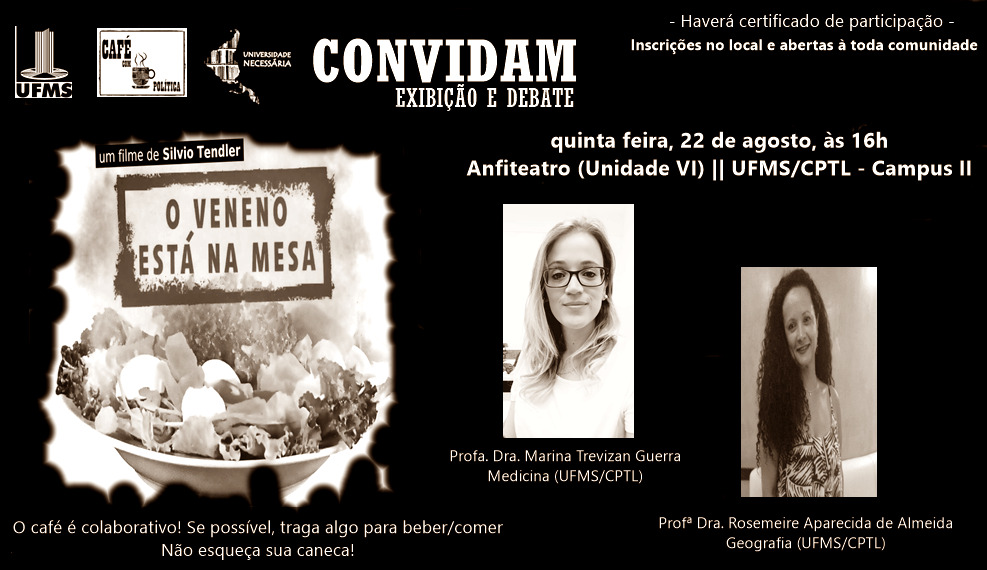 UFMS
CAFÉ
COM
POLÍTICA
UNIVERSIDADE
NECESSÁRIA
CONVIDAM
EXIBIÇÃO E DEBATE
- Haverá certificado de participação -
Inscrições no local e abertas à toda comunidade
quinta feira, 22 de agosto, às 16h
Anfiteatro (Unidade VI) || UFMS/CPTL - Campus II
um filme de Silvio Tendler
O VENENO
ESTÁ NA MESA
Profa. Dra. Marina Trevizan Guerra
Medicina (UFMS/CPTL)
Profª Dra. Rosemeire Aparecida de Almeida
Geografia (UFMS/CPTL)
O café é colaborativo! Se possível, traga algo para beber/comer
Não esqueça sua caneca!